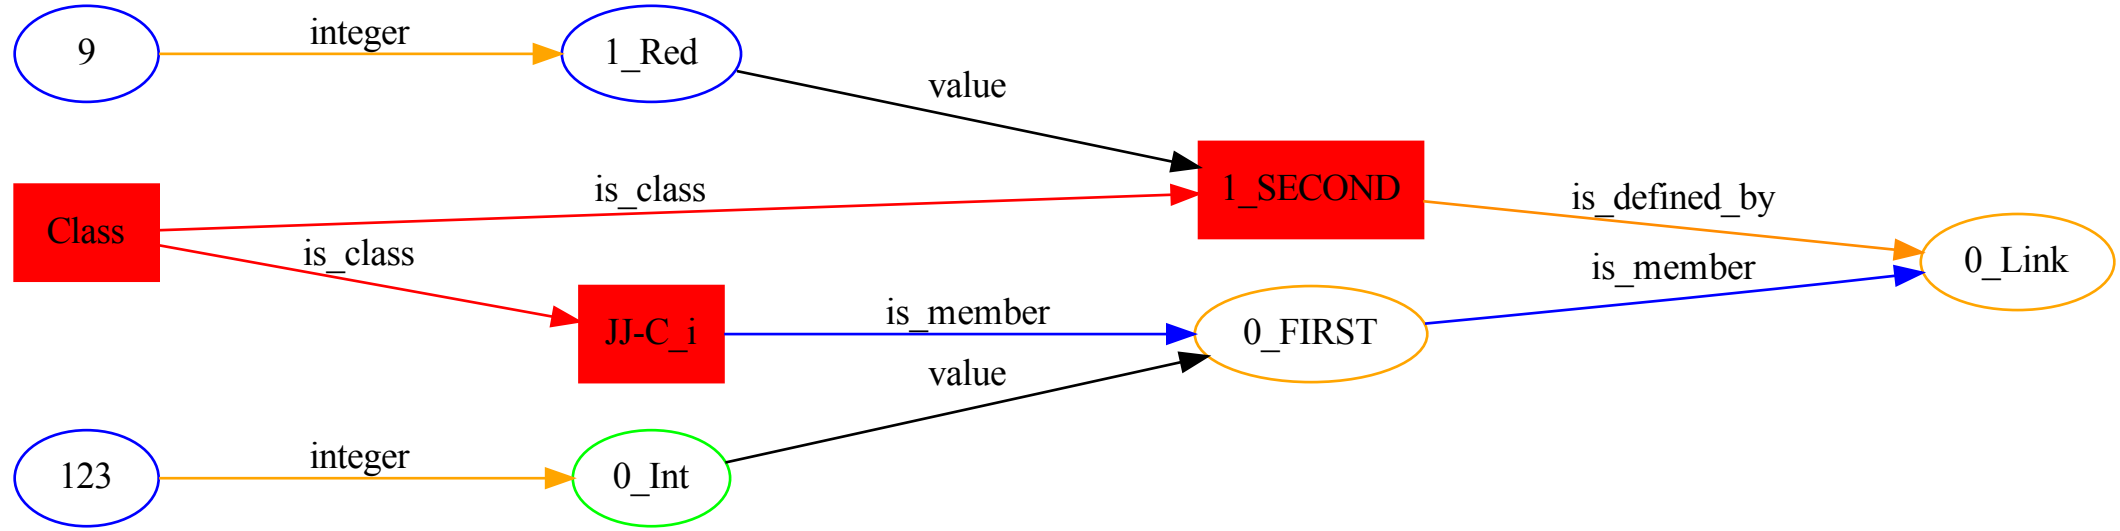 9
integer
1_Red
value
Class
is_class
is_class
1_SECOND
is_defined_by
0_Link
JJ-C_i
is_member
0_FIRST
is_member
value
123
integer
0_Int